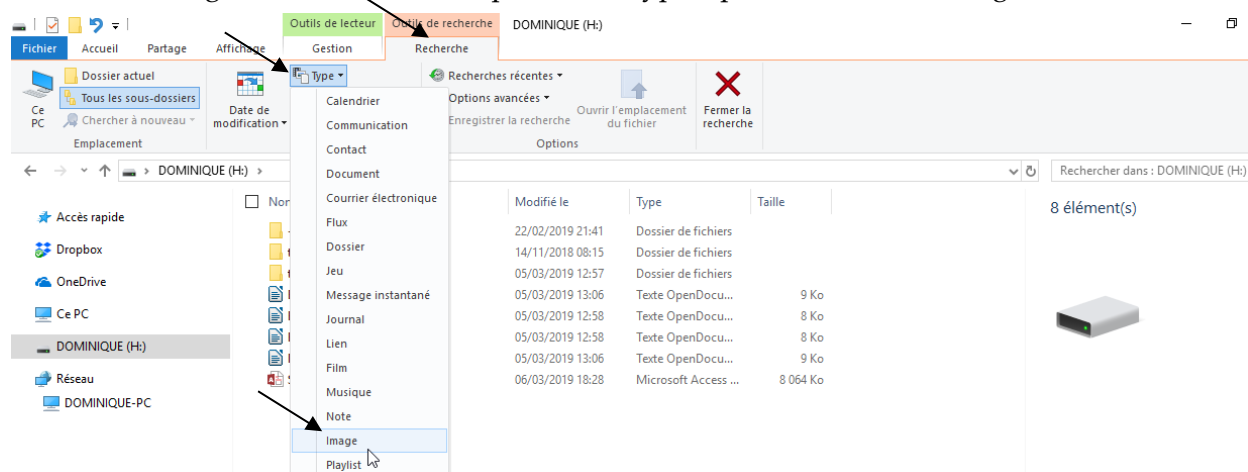 Outils de lecteur Outils de recherche DOMINIQUE (H:)
Fichier Accueil Partage Affichage Gestion Recherche
Ce PC
Dossier actuel
Tous les sous-dossiers
Chercher à nouveau
Emplacement
Date de modification
Type
Recherches récentes
Options avancées
Enregistrer la recherche
Ouvrir l'emplacement du fichier
Fermer la recherche
Options
DOMINIQUE (H:)
Rechercher dans : DOMINIQUE (H:)
Accès rapide
Dropbox
OneDrive
Ce PC
DOMINIQUE (H:)
Réseau
DOMINIQUE-PC
Calendrier
Communication
Contact
Document
Courrier électronique
Flux
Dossier
Jeu
Message instantané
Journal
Lien
Film
Musique
Note
Image
Playlist
Modifié le Type Taille
22/02/2019 21:41 Dossier de fichiers
14/11/2018 08:15 Dossier de fichiers
05/03/2019 12:57 Dossier de fichiers
05/03/2019 13:06 Texte OpenDocu... 9 Ko
05/03/2019 12:58 Texte OpenDocu... 8 Ko
05/03/2019 12:58 Texte OpenDocu... 8 Ko
05/03/2019 13:06 Texte OpenDocu... 9 Ko
06/03/2019 18:28 Microsoft Access ... 8 064 Ko
8 élément(s)